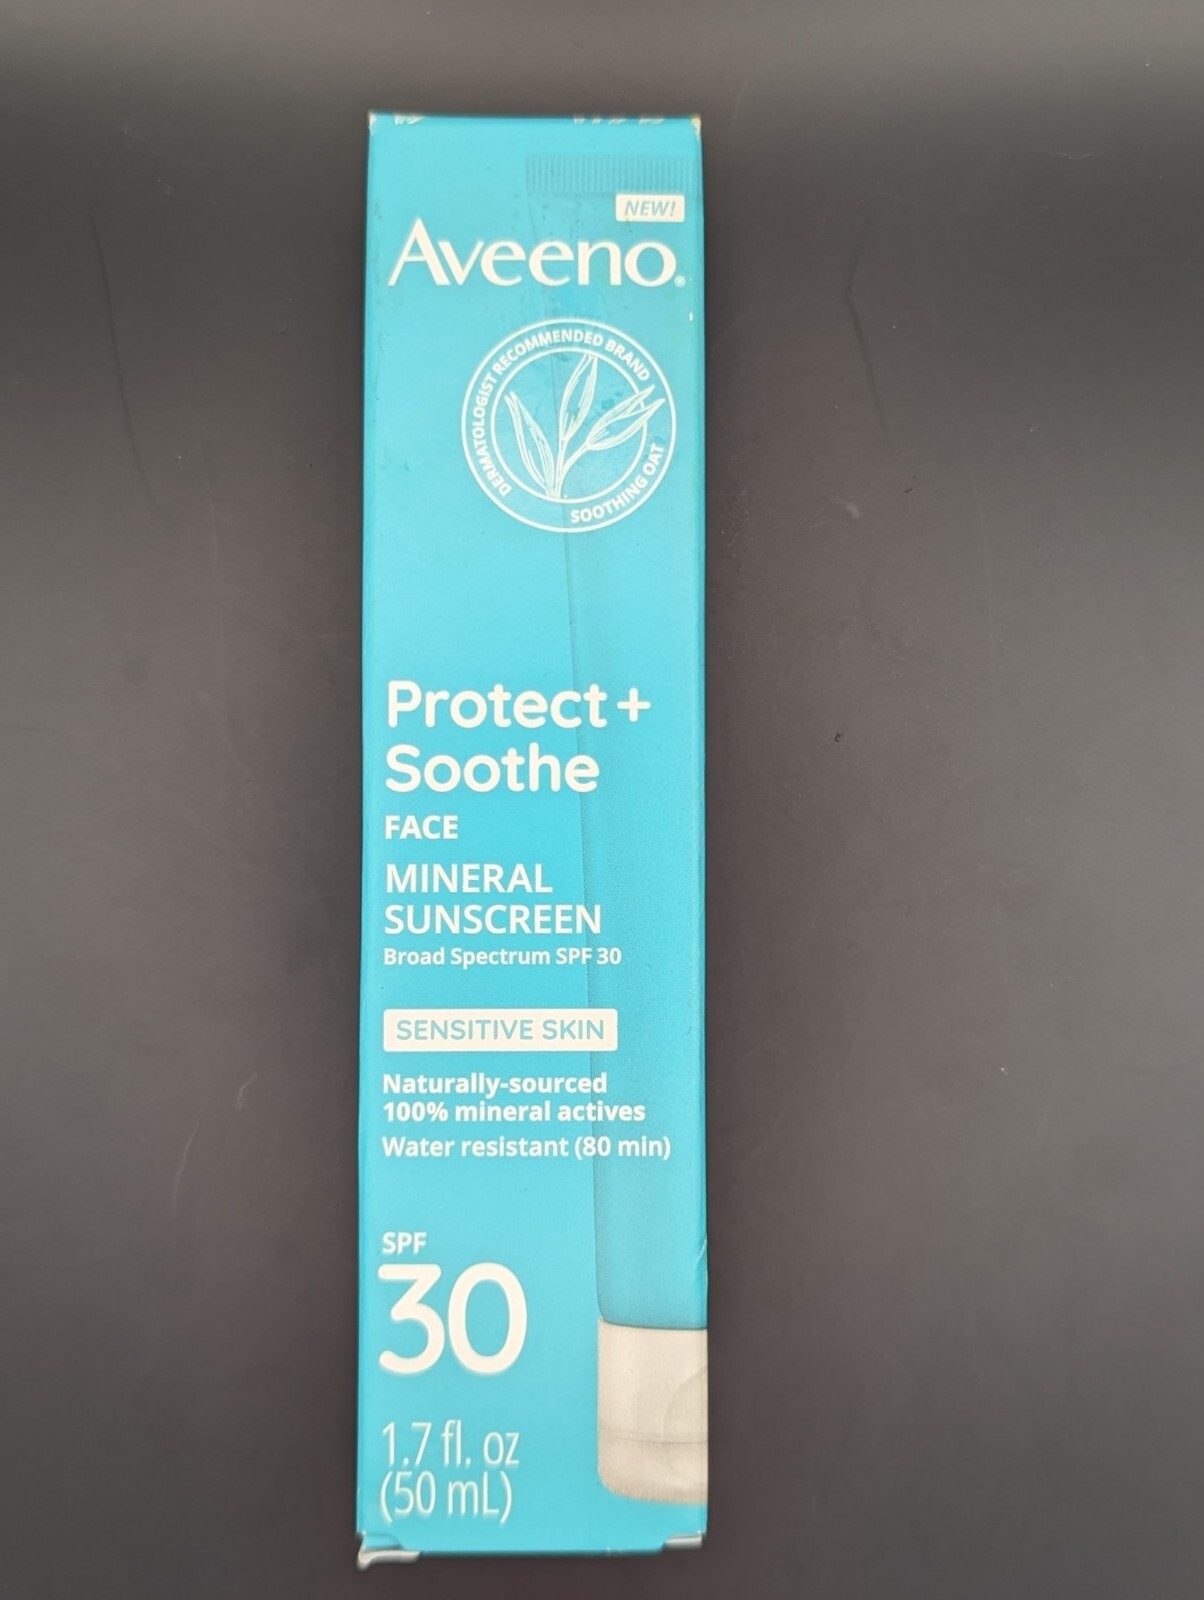 NEW!
Aveeno®
DERMATOLOGIST RECOMMENDED BRAND
SOOTHING OAT
Protect +
Soothe
FACE
MINERAL
SUNSCREEN
Broad Spectrum SPF 30
SENSITIVE SKIN
Naturally-sourced
100% mineral actives
Water resistant (80 min)
SPF
30
1.7 fl. oz
(50 mL)